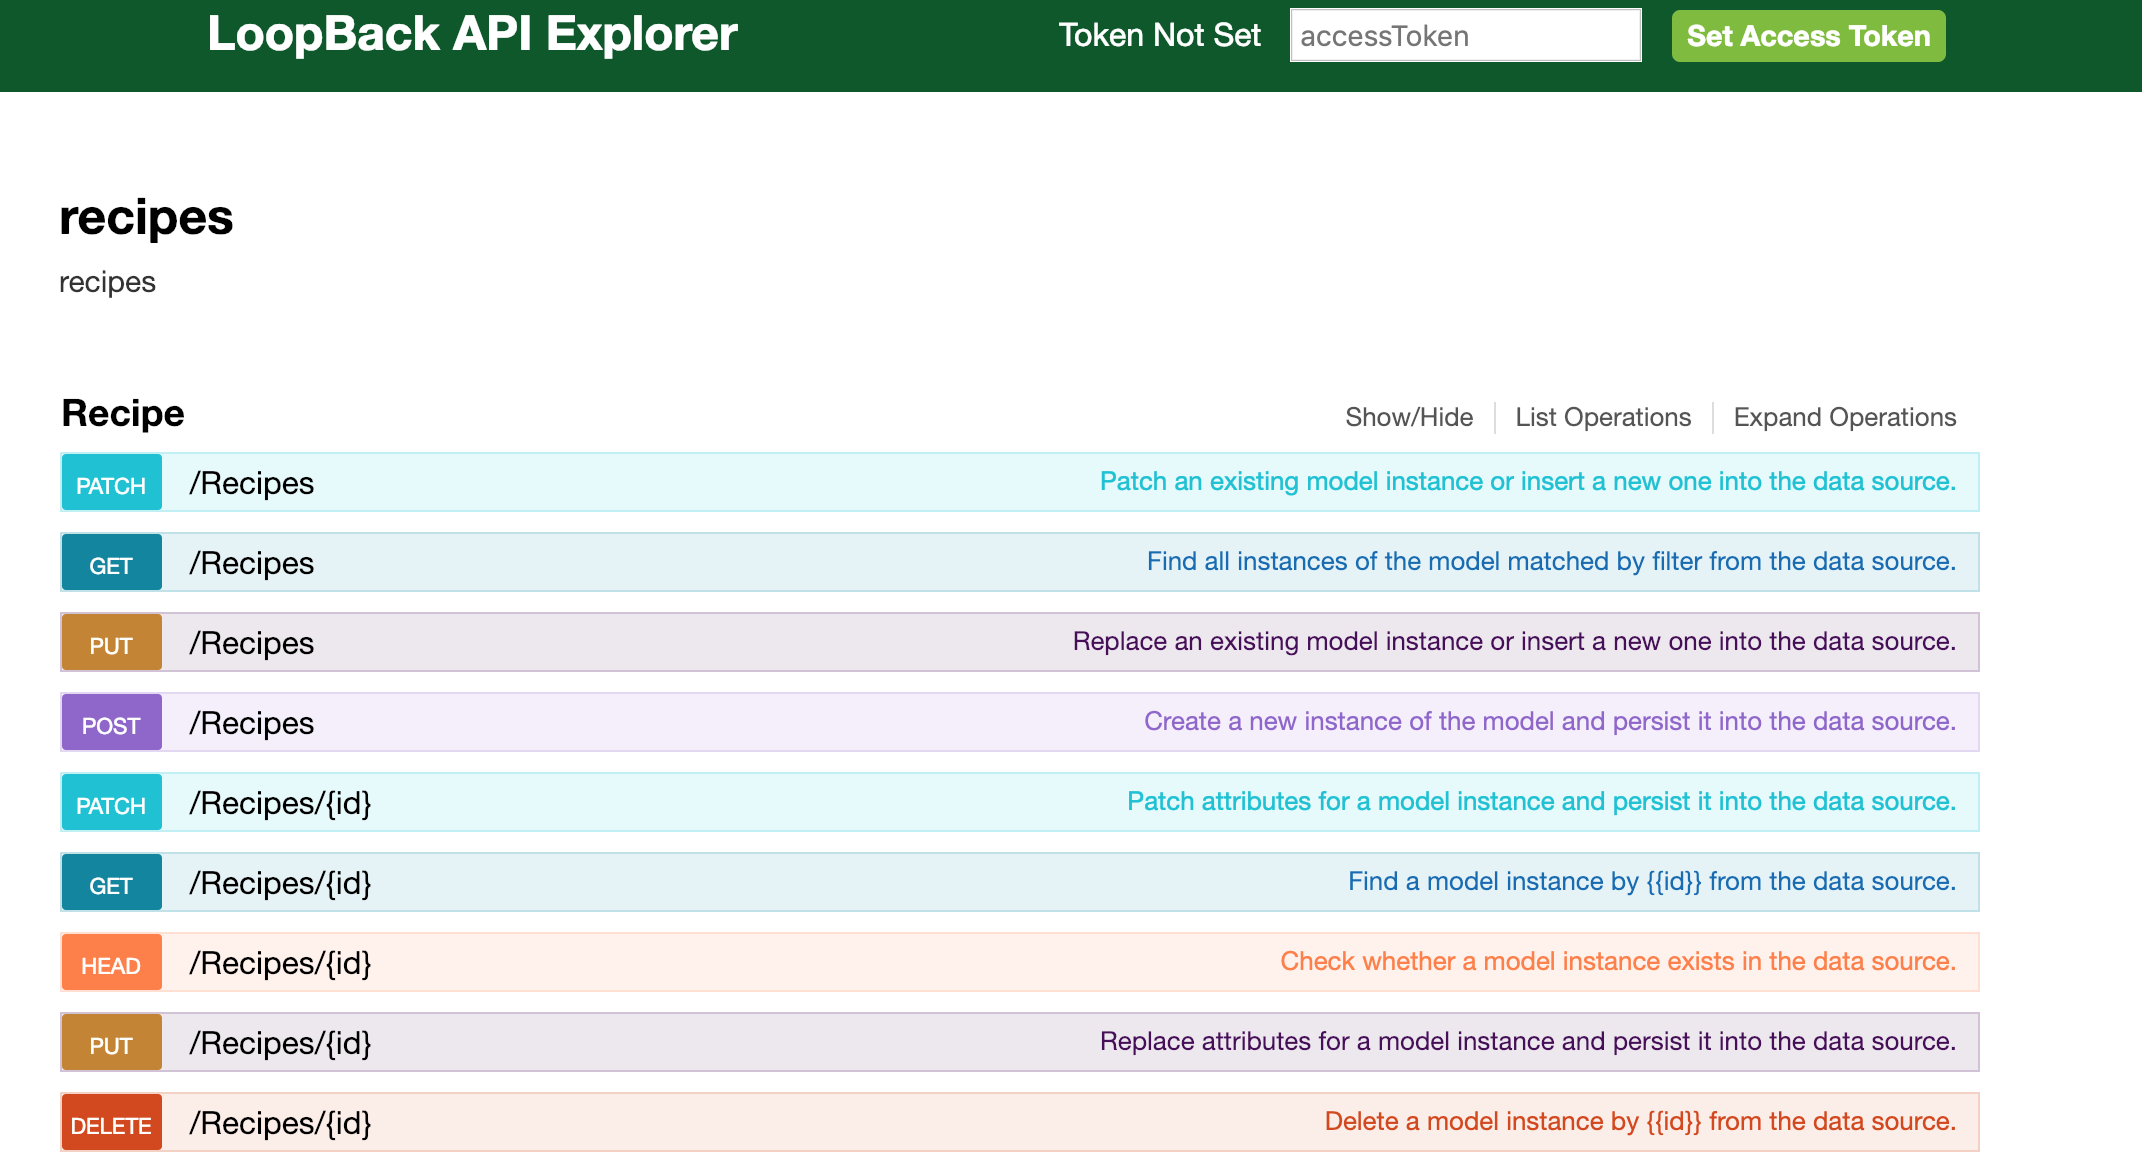 LoopBack API Explorer Token Not Set accessToken Set Access Token
recipes
recipes
Recipe Show/Hide List Operations Expand Operations
PATCH /Recipes Patch an existing model instance or insert a new one into the data source.
GET /Recipes Find all instances of the model matched by filter from the data source.
PUT /Recipes Replace an existing model instance or insert a new one into the data source.
POST /Recipes Create a new instance of the model and persist it into the data source.
PATCH /Recipes/{id} Patch attributes for a model instance and persist it into the data source.
GET /Recipes/{id} Find a model instance by {{id}} from the data source.
HEAD /Recipes/{id} Check whether a model instance exists in the data source.
PUT /Recipes/{id} Replace attributes for a model instance and persist it into the data source.
DELETE /Recipes/{id} Delete a model instance by {{id}} from the data source.